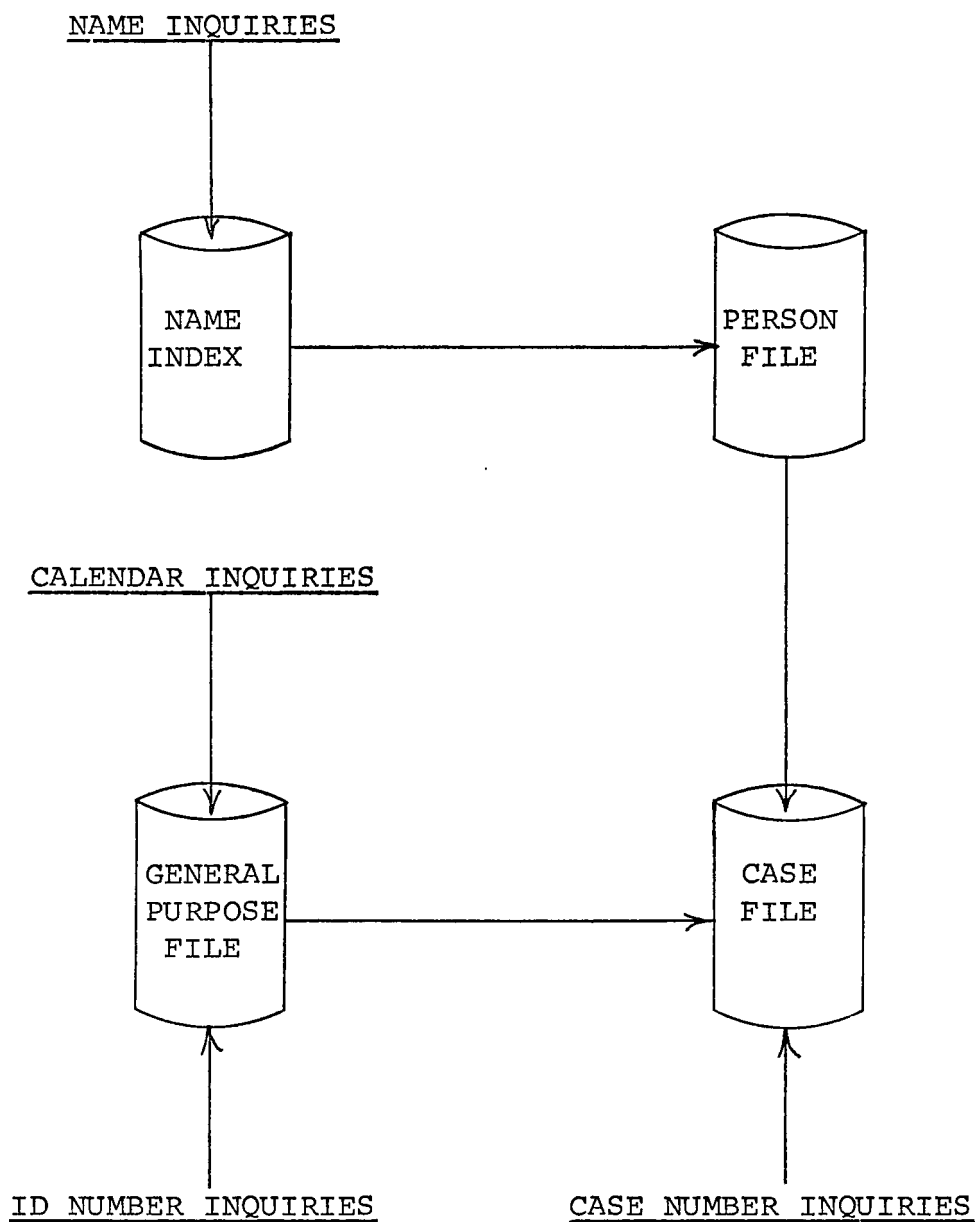 NAME INQUIRIES
NAME
INDEX
PERSON
FILE
CALENDAR INQUIRIES
GENERAL
PURPOSE
FILE
CASE
FILE
ID NUMBER INQUIRIES
CASE NUMBER INQUIRIES